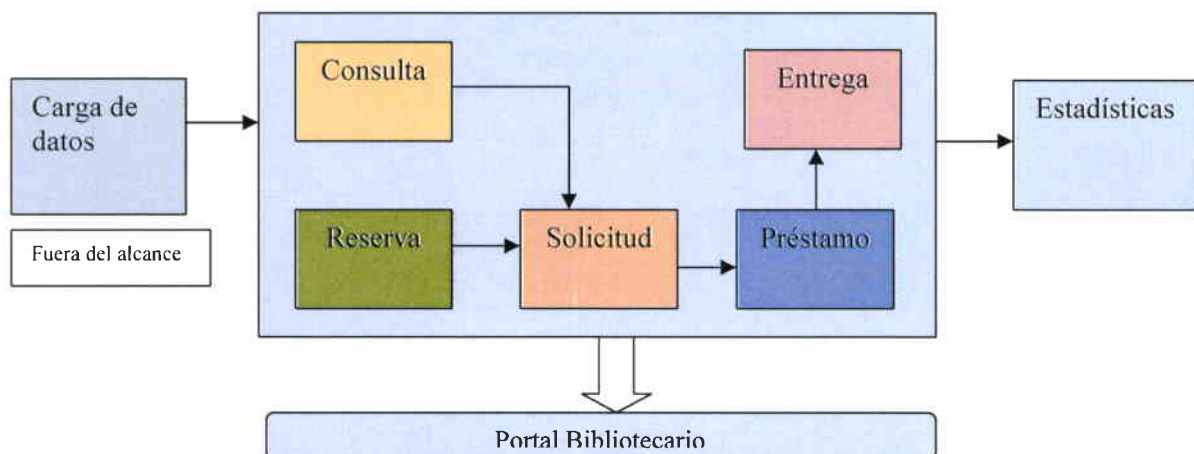 Carga de
datos
Fuera del alcance
Consulta
Entrega
Reserva
Solicitud
Préstamo
Estadísticas
Portal Bibliotecario